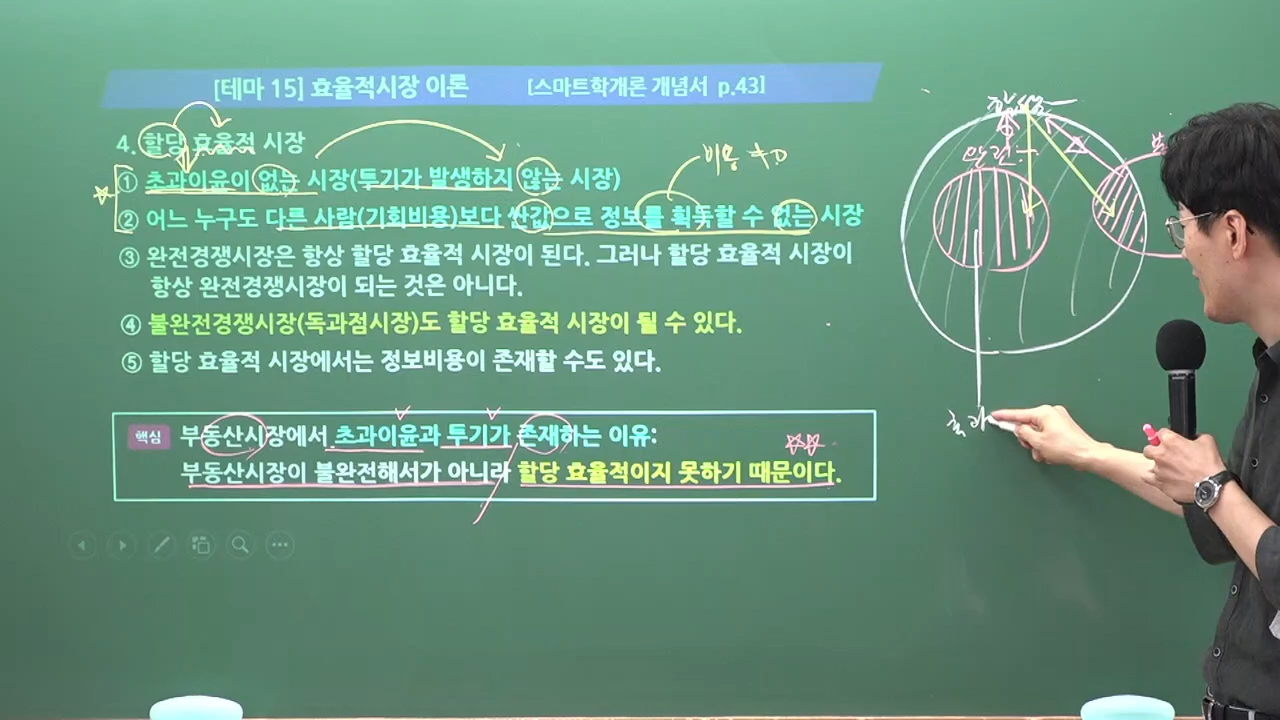 [테마 15] 효율적시장 이론 [스마트학개론 개념서 p.43]
4. 할당 효율적 시장
① 초과이윤이 없는 시장(투기가 발생하지 않는 시장)
비용 ≠ 0
② 어느 누구도 다른 사람(기회비용)보다 싼값으로 정보를 획득할 수 없는 시장
③ 완전경쟁시장은 항상 할당 효율적 시장이 된다. 그러나 할당 효율적 시장이
항상 완전경쟁시장이 되는 것은 아니다.
④ 불완전경쟁시장(독과점시장)도 할당 효율적 시장이 될 수 있다.
⑤ 할당 효율적 시장에서는 정보비용이 존재할 수도 있다.
핵심 부동산시장에서 초과이윤과 투기가 존재하는 이유:
부동산시장이 불완전해서가 아니라 할당 효율적이지 못하기 때문이다.